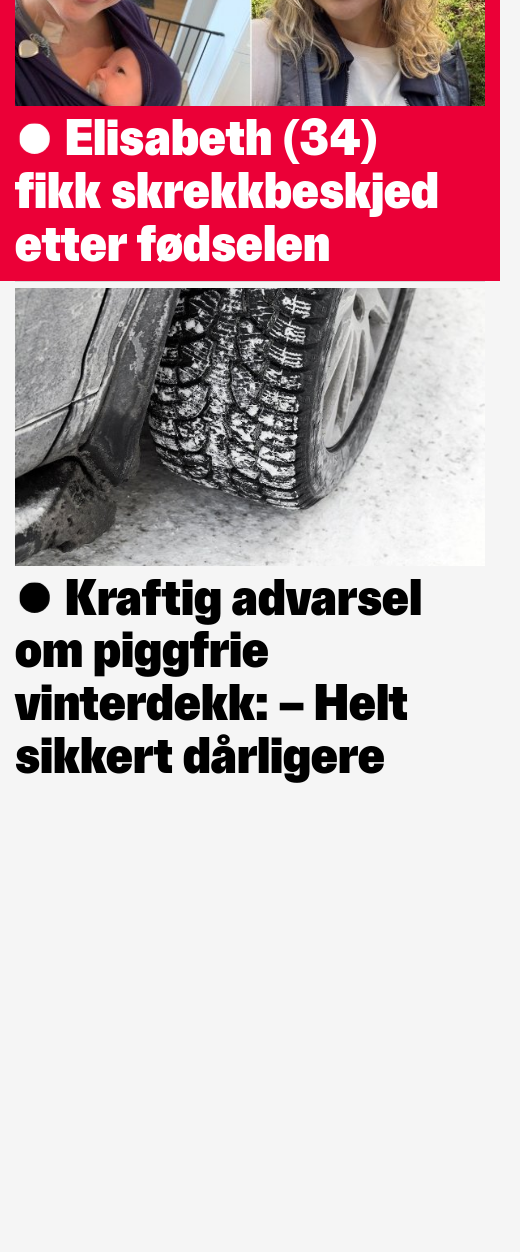 ● Elisabeth (34)
fikk skrekkbeskjed
etter fødselen
● Kraftig advarsel
om piggfrie
vinterdekk: – Helt
sikkert dårligere